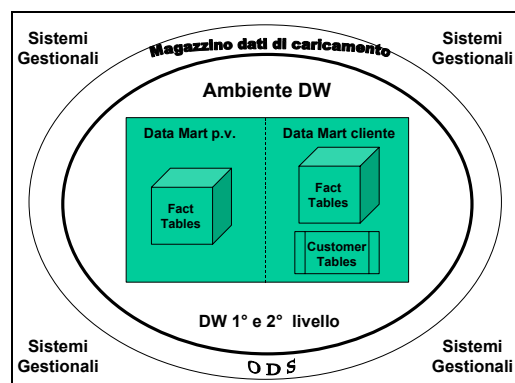 Sistemi
Gestionali
Sistemi
Gestionali
Magazzino dati di caricamento
Ambiente DW
Data Mart p.v.
Data Mart cliente
Fact
Tables
Fact
Tables
Customer
Tables
DW 1° e 2° livello
Sistemi
Gestionali
Sistemi
Gestionali
ODS